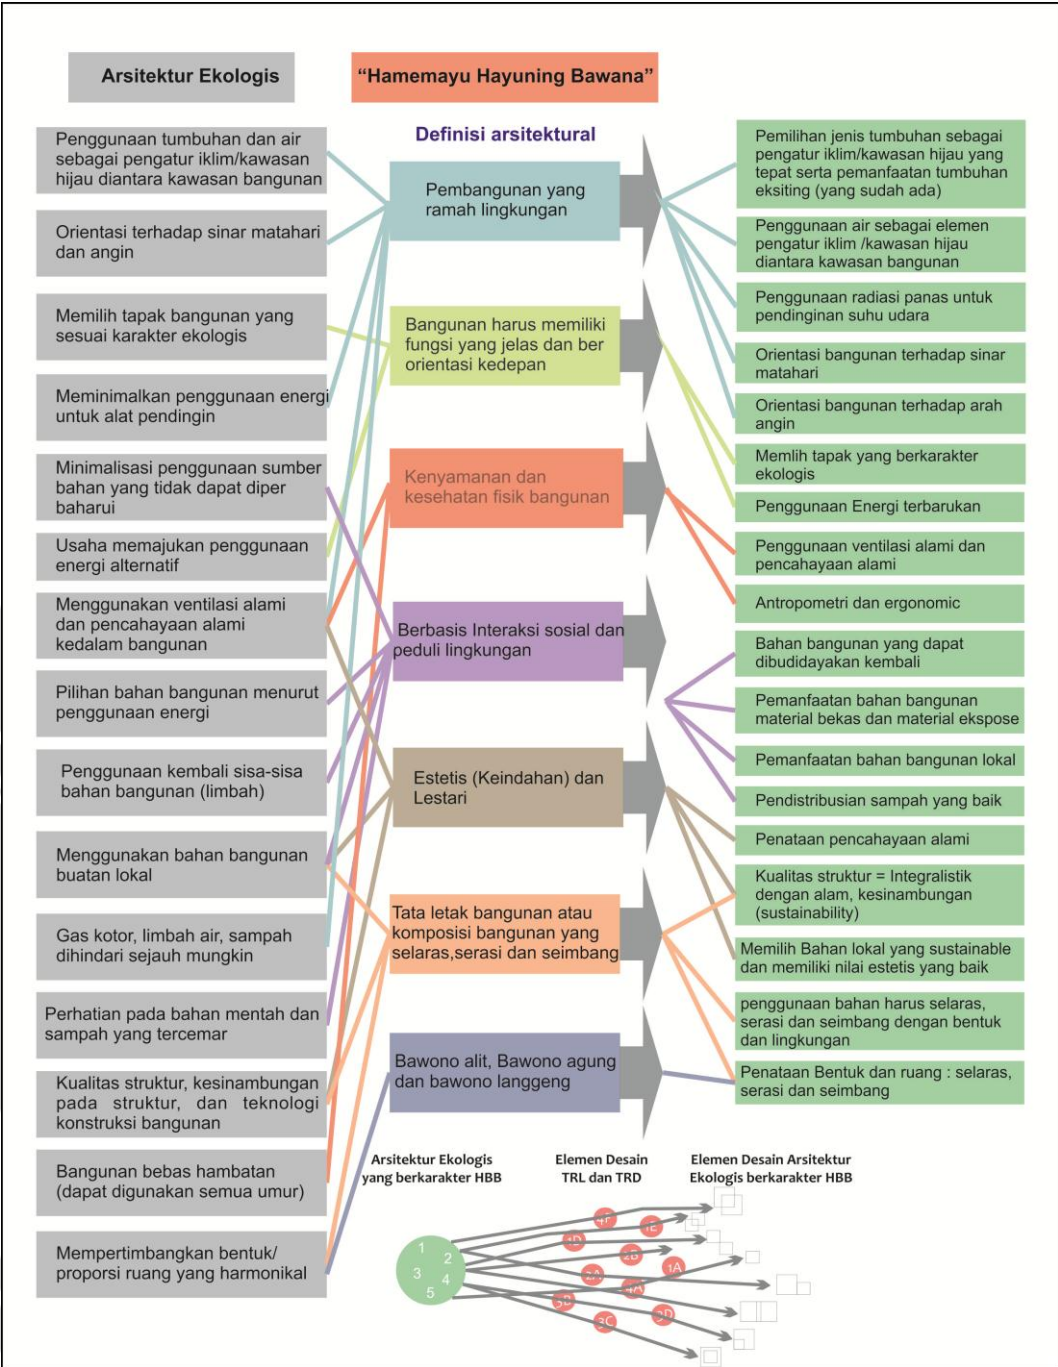 Arsitektur Ekologis
“Hamemayu Hayuning Bawana”
Definisi arsitektural
Penggunaan tumbuhan dan air
sebagai pengatur iklim/kawasan
hijau diantara kawasan bangunan
Orientasi terhadap sinar matahari
dan angin
Memilih tapak bangunan yang
sesuai karakter ekologis
Meminimalkan penggunaan energi
untuk alat pendingin
Minimalisasi penggunaan sumber
bahan yang tidak dapat diper
baharui
Usaha memajukan penggunaan
energi alternatif
Menggunakan ventilasi alami
dan pencahayaan alami
kedalam bangunan
Pilihan bahan bangunan menurut
penggunaan energi
Penggunaan kembali sisa-sisa
bahan bangunan (limbah)
Menggunakan bahan bangunan
buatan lokal
Gas kotor, limbah air, sampah
dihindari sejauh mungkin
Perhatian pada bahan mentah dan
sampah yang tercemar
Kualitas struktur, kesinambungan
pada struktur, dan teknologi
konstruksi bangunan
Bangunan bebas hambatan
(dapat digunakan semua umur)
Mempertimbangkan bentuk/
proporsi ruang yang harmonikal
Pembangunan yang
ramah lingkungan
Bangunan harus memiliki
fungsi yang jelas dan ber
orientasi kedepan
Kenyamanan dan
kesehatan fisik bangunan
Berbasis Interaksi sosial dan
peduli lingkungan
Estetis (Keindahan) dan
Lestari
Tata letak bangunan atau
komposisi bangunan yang
selaras,serasi dan seimbang
Bawono alit, Bawono agung
dan bawono langgeng
Pemilihan jenis tumbuhan sebagai
pengatur iklim/kawasan hijau yang
tepat serta pemanfaatan tumbuhan
eksiting (yang sudah ada)
Penggunaan air sebagai elemen
pengatur iklim /kawasan hijau
diantara kawasan bangunan
Penggunaan radiasi panas untuk
pendinginan suhu udara
Orientasi bangunan terhadap sinar
matahari
Orientasi bangunan terhadap arah
angin
Memlih tapak yang berkarakter
ekologis
Penggunaan Energi terbarukan
Penggunaan ventilasi alami dan
pencahayaan alami
Antropometri dan ergonomic
Bahan bangunan yang dapat
dibudidayakan kembali
Pemanfaatan bahan bangunan
material bekas dan material ekspose
Pemanfaatan bahan bangunan lokal
Pendistribusian sampah yang baik
Penataan pencahayaan alami
Kualitas struktur = Integralistik
dengan alam, kesinambungan
(sustainability)
Memilih Bahan lokal yang sustainable
dan memiliki nilai estetis yang baik
penggunaan bahan harus selaras,
serasi dan seimbang dengan bentuk
dan lingkungan
Penataan Bentuk dan ruang : selaras,
serasi dan seimbang
Arsitektur Ekologis
yang berkarakter HBB
Elemen Desain
TRL dan TRD
Elemen Desain Arsitektur
Ekologis berkarakter HBB
1
2
3
4
5
4F
1E
1D
2B
1A
2A
4A
5B
3D
3C